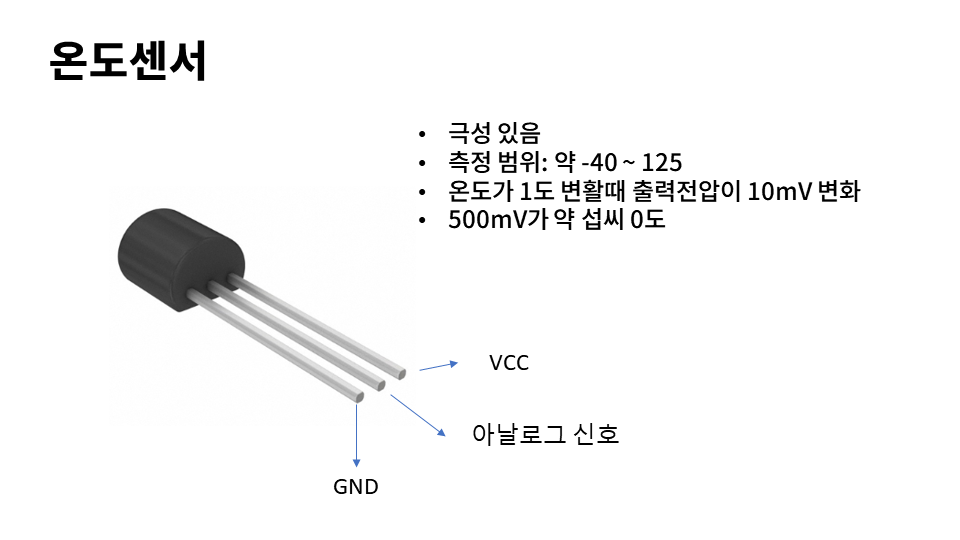 온도센서
• 극성 있음
• 측정 범위: 약 -40 ~ 125
• 온도가 1도 변활때 출력전압이 10mV 변화
• 500mV가 약 섭씨 0도
VCC
아날로그 신호
GND